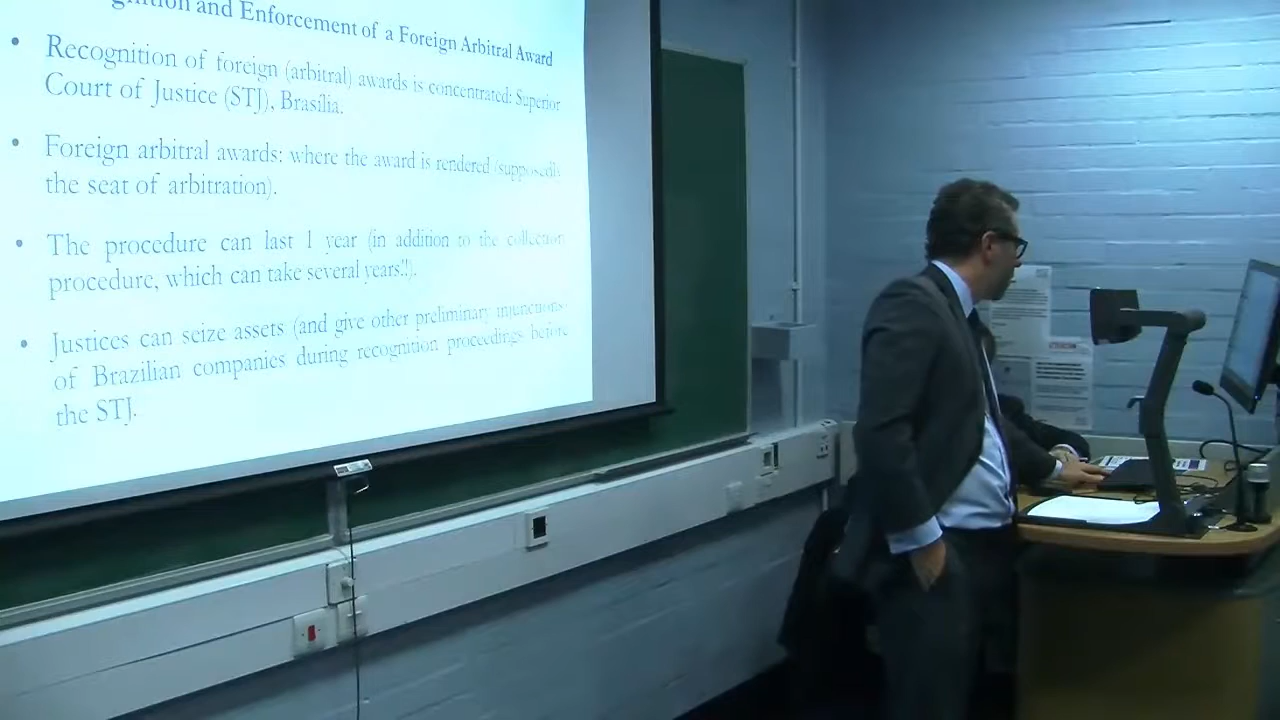 and Enforcement of a Foreign Arbitral Award
• Recognition of foreign (arbitral) awards is concentrated: Superior
Court of Justice (STJ), Brasília.
• Foreign arbitral awards: where the award is rendered (supposedly
the seat of arbitration).
• The procedure can last 1 year (in addition to the collection
procedure, which can take several years!!).
• Justices can seize assets (and give other preliminary injunctions
of Brazilian companies during recognition proceedings before
the STJ.